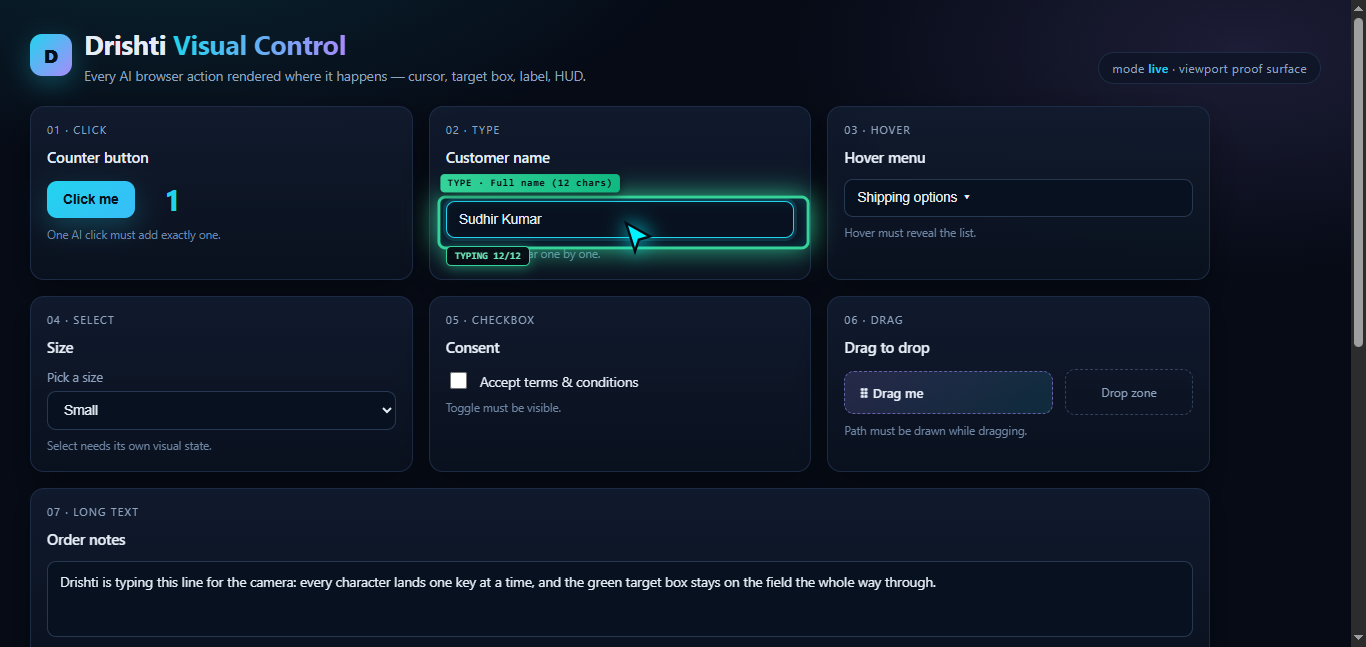 D
Drishti Visual Control
Every AI browser action rendered where it happens — cursor, target box, label, HUD.
mode live · viewport proof surface
01 · CLICK
Counter button
Click me
1
One AI click must add exactly one.
02 · TYPE
Customer name
TYPE · Full name (12 chars)
Sudhir Kumar
TYPING 12/12
one by one.
03 · HOVER
Hover menu
Shipping options ▾
Hover must reveal the list.
04 · SELECT
Size
Pick a size
Small
Select needs its own visual state.
05 · CHECKBOX
Consent
Accept terms & conditions
Toggle must be visible.
06 · DRAG
Drag to drop
⠿ Drag me
Drop zone
Path must be drawn while dragging.
07 · LONG TEXT
Order notes
Drishti is typing this line for the camera: every character lands one key at a time, and the green target box stays on the field the whole way through.